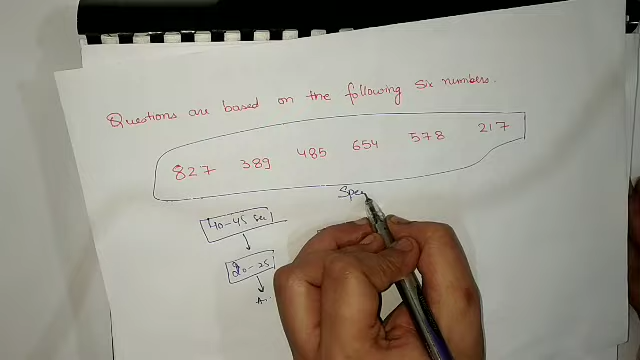 Questions are based on the following six numbers.
827 389 485 654 578 217
Spe
40-45 sec
20-25